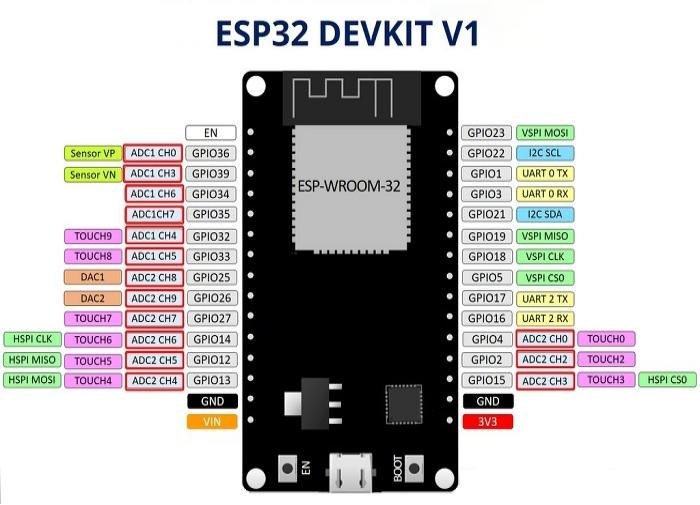 ESP32 DEVKIT V1
EN GPIO23 VSPI MOSI
Sensor VP ADC1 CH0 GPIO36 GPIO22 I2C SCL
Sensor VN ADC1 CH3 GPIO39 GPIO1 UART 0 TX
ADC1 CH6 GPIO34 ESP-WROOM-32 GPIO3 UART 0 RX
ADC1CH7 GPIO35 GPIO21 I2C SDA
TOUCH9 ADC1 CH4 GPIO32 GPIO19 VSPI MISO
TOUCH8 ADC1 CH5 GPIO33 GPIO18 VSPI CLK
DAC1 ADC2 CH8 GPIO25 GPIO5 VSPI CS0
DAC2 ADC2 CH9 GPIO26 GPIO17 UART 2 TX
TOUCH7 ADC2 CH7 GPIO27 GPIO16 UART 2 RX
HSPI CLK TOUCH6 ADC2 CH6 GPIO14 GPIO4 ADC2 CH0 TOUCH0
HSPI MISO TOUCH5 ADC2 CH5 GPIO12 GPIO2 ADC2 CH2 TOUCH2
HSPI MOSI TOUCH4 ADC2 CH4 GPIO13 GPIO15 ADC2 CH3 TOUCH3 HSPI CS0
GND GND
VIN 3V3
EN BOOT